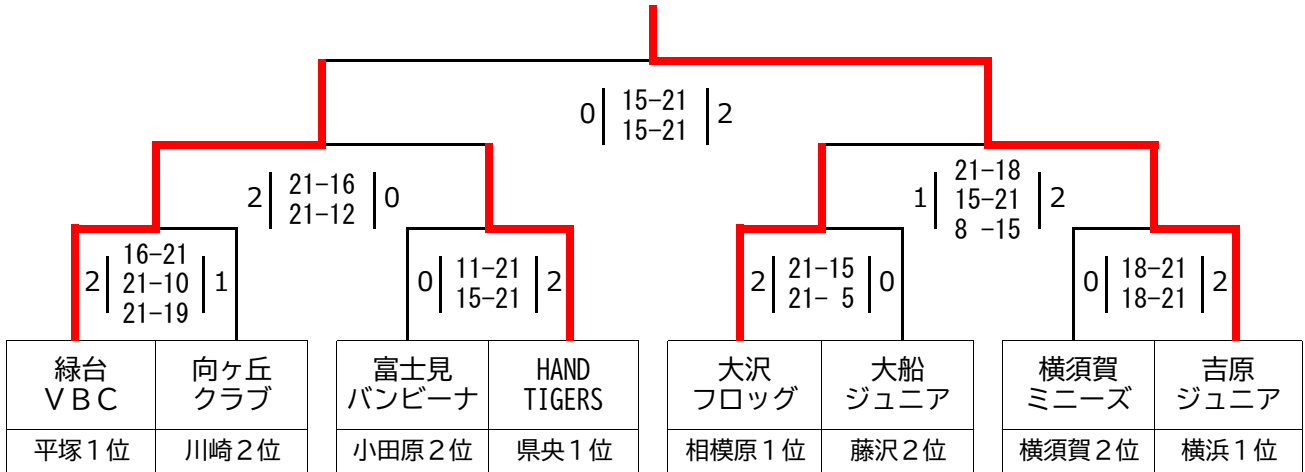 15-21
0 2
15-21
21-16
2 0
21-12
21-18
1 15-21 2
8 -15
16-21
2 21-10 1
21-19
11-21
0 2
15-21
21-15
2 0
21- 5
18-21
0 2
18-21
緑台
ＶＢＣ
向ヶ丘
クラブ
富士見
バンビーナ
HAND
TIGERS
大沢
フロッグ
大船
ジュニア
横須賀
ミニーズ
吉原
ジュニア
平塚１位
川崎２位
小田原２位
県央１位
相模原１位
藤沢２位
横須賀２位
横浜１位